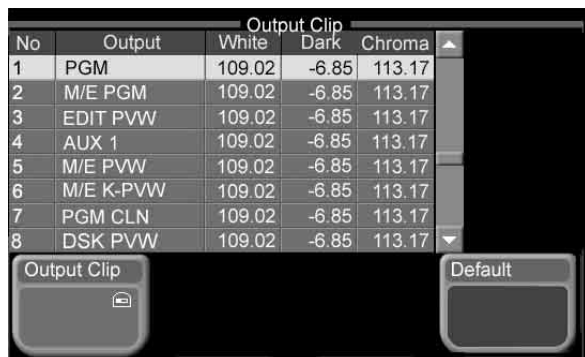 Output Clip
No Output White Dark Chroma
1 PGM 109.02 -6.85 113.17
2 M/E PGM 109.02 -6.85 113.17
3 EDIT PVW 109.02 -6.85 113.17
4 AUX 1 109.02 -6.85 113.17
5 M/E PVW 109.02 -6.85 113.17
6 M/E K-PVW 109.02 -6.85 113.17
7 PGM CLN 109.02 -6.85 113.17
8 DSK PVW 109.02 -6.85 113.17
Output Clip Default